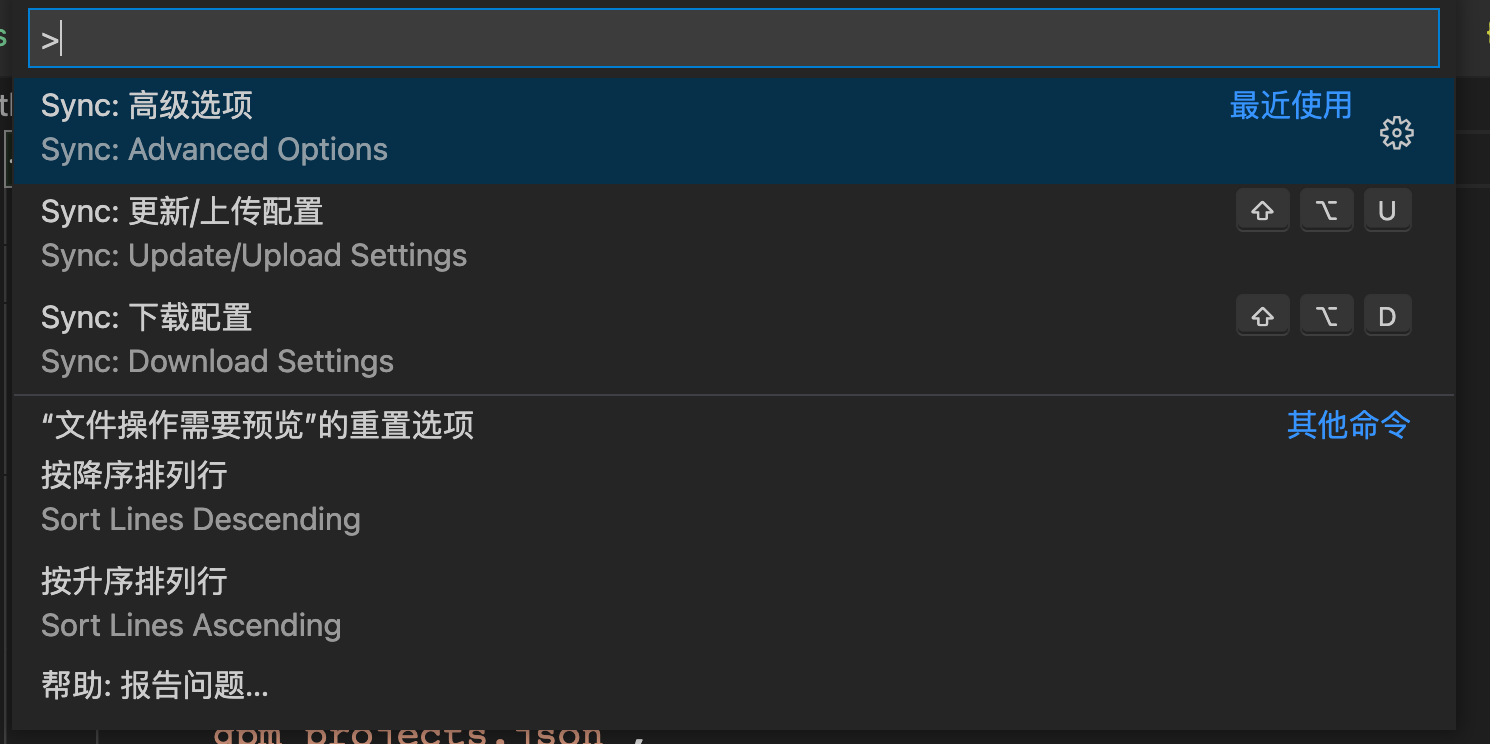 >
Sync: 高级选项
最近使用
Sync: Advanced Options
Sync: 更新/上传配置
⇧ ⌥ U
Sync: Update/Upload Settings
Sync: 下载配置
⇧ ⌥ D
Sync: Download Settings
“文件操作需要预览”的重置选项
其他命令
按降序排列行
Sort Lines Descending
按升序排列行
Sort Lines Ascending
帮助: 报告问题...
projects.json ,